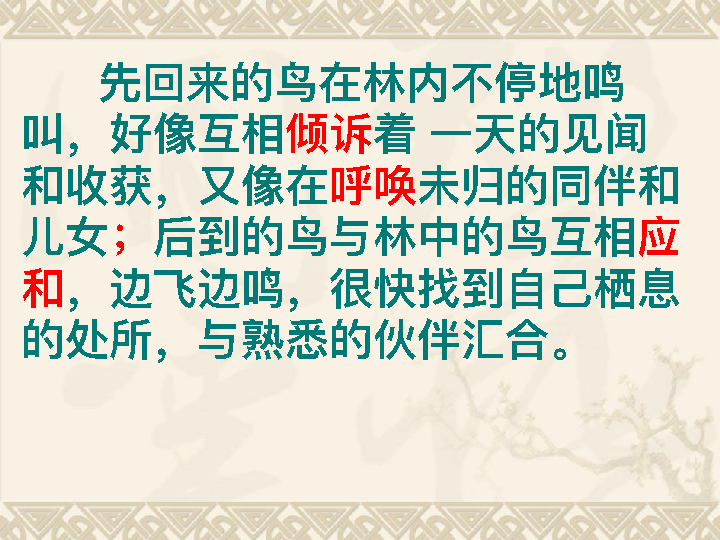 先回来的鸟在林内不停地鸣
叫，好像互相倾诉着 一天的见闻
和收获，又像在呼唤未归的同伴和
儿女；后到的鸟与林中的鸟互相应
和，边飞边鸣，很快找到自己栖息
的处所，与熟悉的伙伴汇合。